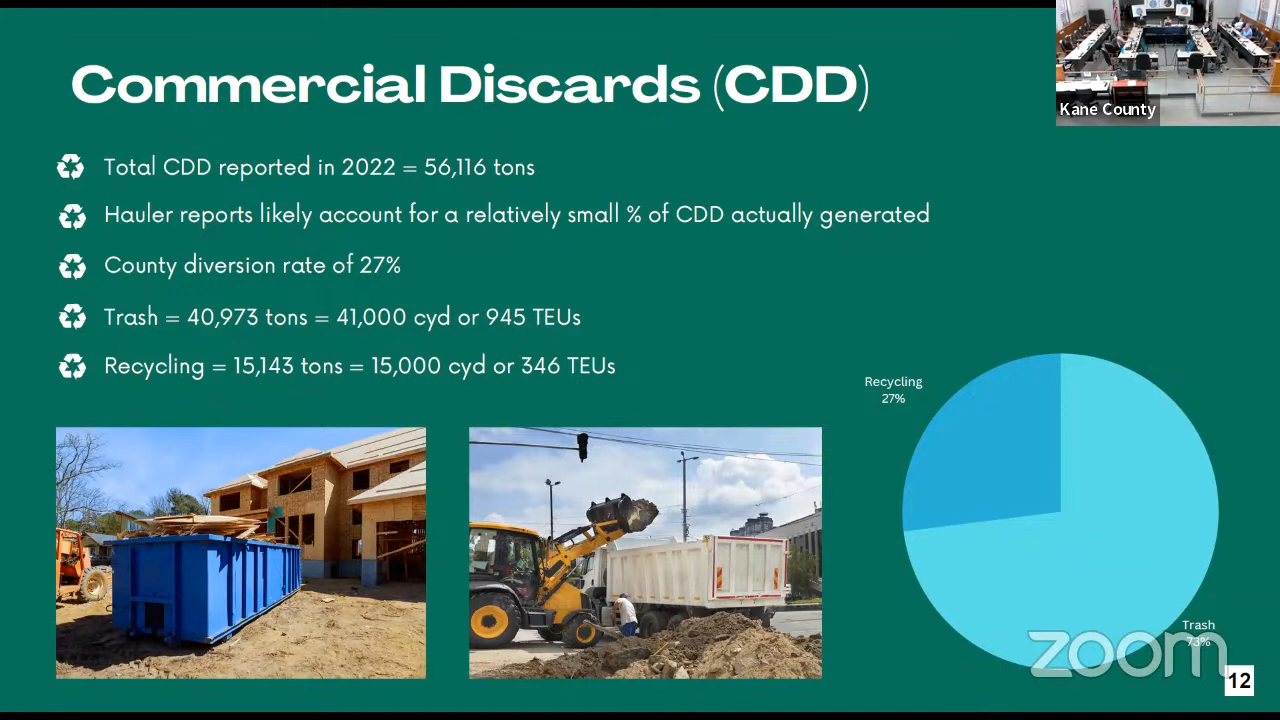 Commercial Discards (CDD)
Kane County
Total CDD reported in 2022 = 56,116 tons
Hauler reports likely account for a relatively small % of CDD actually generated
County diversion rate of 27%
Trash = 40,973 tons = 41,000 cyd or 945 TEUs
Recycling = 15,143 tons = 15,000 cyd or 346 TEUs
Recycling
27%
Trash
73%
zoom
12